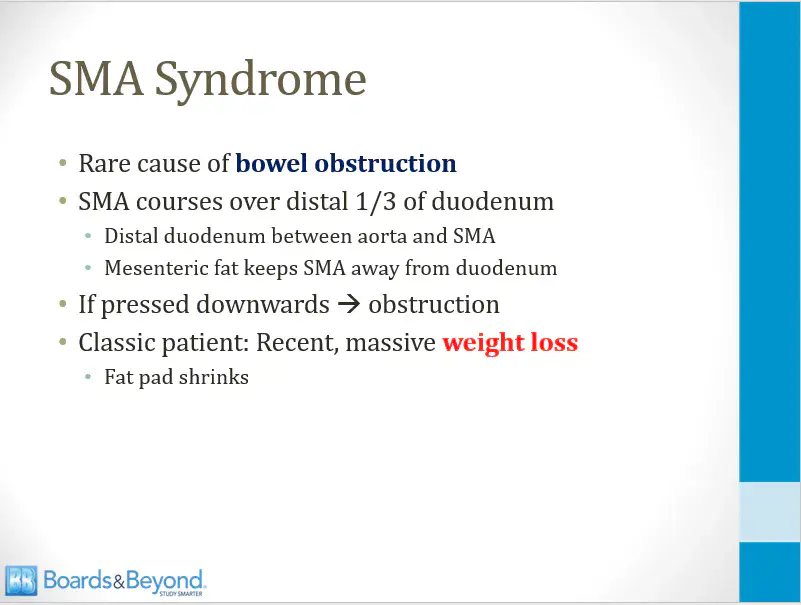 SMA Syndrome
• Rare cause of bowel obstruction
• SMA courses over distal 1/3 of duodenum
• Distal duodenum between aorta and SMA
• Mesenteric fat keeps SMA away from duodenum
• If pressed downwards → obstruction
• Classic patient: Recent, massive weight loss
• Fat pad shrinks
BB Boards&Beyond.
STUDY SMARTER